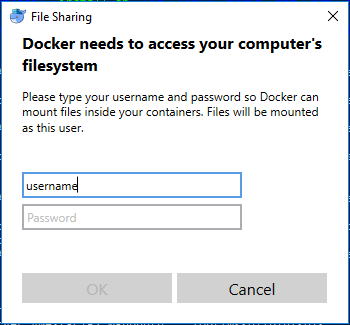 File Sharing
Docker needs to access your computer's
filesystem
Please type your username and password so Docker can
mount files inside your containers. Files will be mounted
as this user.
username
Password
OK
Cancel